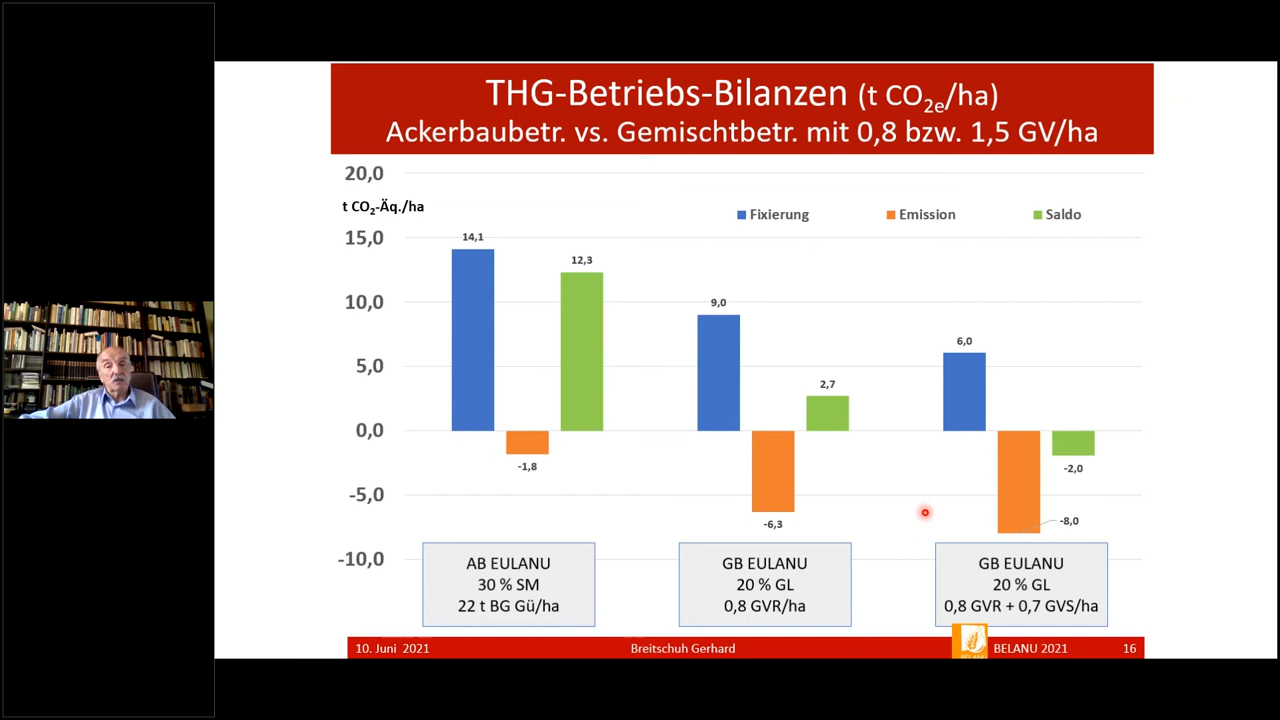 THG-Betriebs-Bilanzen (t CO2e/ha)
Ackerbaubetr. vs. Gemischtbetr. mit 0,8 bzw. 1,5 GV/ha
20,0
t CO2-Äq./ha
Fixierung
Emission
Saldo
15,0
14,1
12,3
10,0
9,0
6,0
5,0
2,7
0,0
-1,8
-2,0
-5,0
-6,3
-8,0
-10,0
AB EULANU
30 % SM
22 t BG Gü/ha
GB EULANU
20 % GL
0,8 GVR/ha
GB EULANU
20 % GL
0,8 GVR + 0,7 GVS/ha
10. Juni 2021
Breitschuh Gerhard
BELANU 2021
16